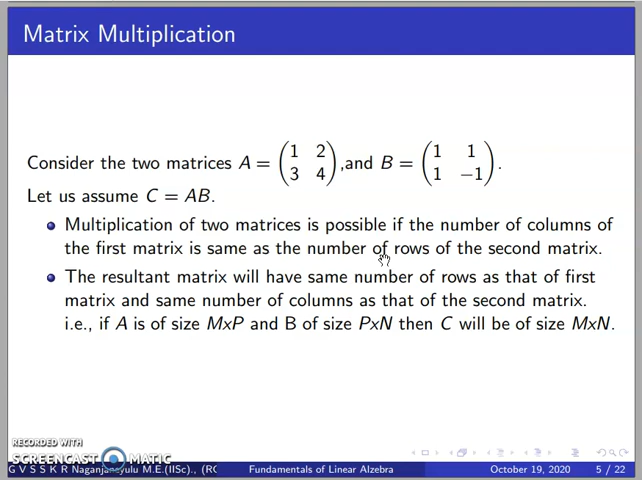 Matrix Multiplication
Consider the two matrices A = (1 2
3 4), and B = (1 1
1 −1).
Let us assume C = AB.
Multiplication of two matrices is possible if the number of columns of
the first matrix is same as the number of rows of the second matrix.
The resultant matrix will have same number of rows as that of first
matrix and same number of columns as that of the second matrix.
i.e., if A is of size MxP and B of size PxN then C will be of size MxN.
RECORDED WITH
SCREENCAST MATIC
G V S S K R Naganjaneyulu M.E.(IISc)., (RC Fundamentals of Linear Alzebra October 19, 2020 5 / 22